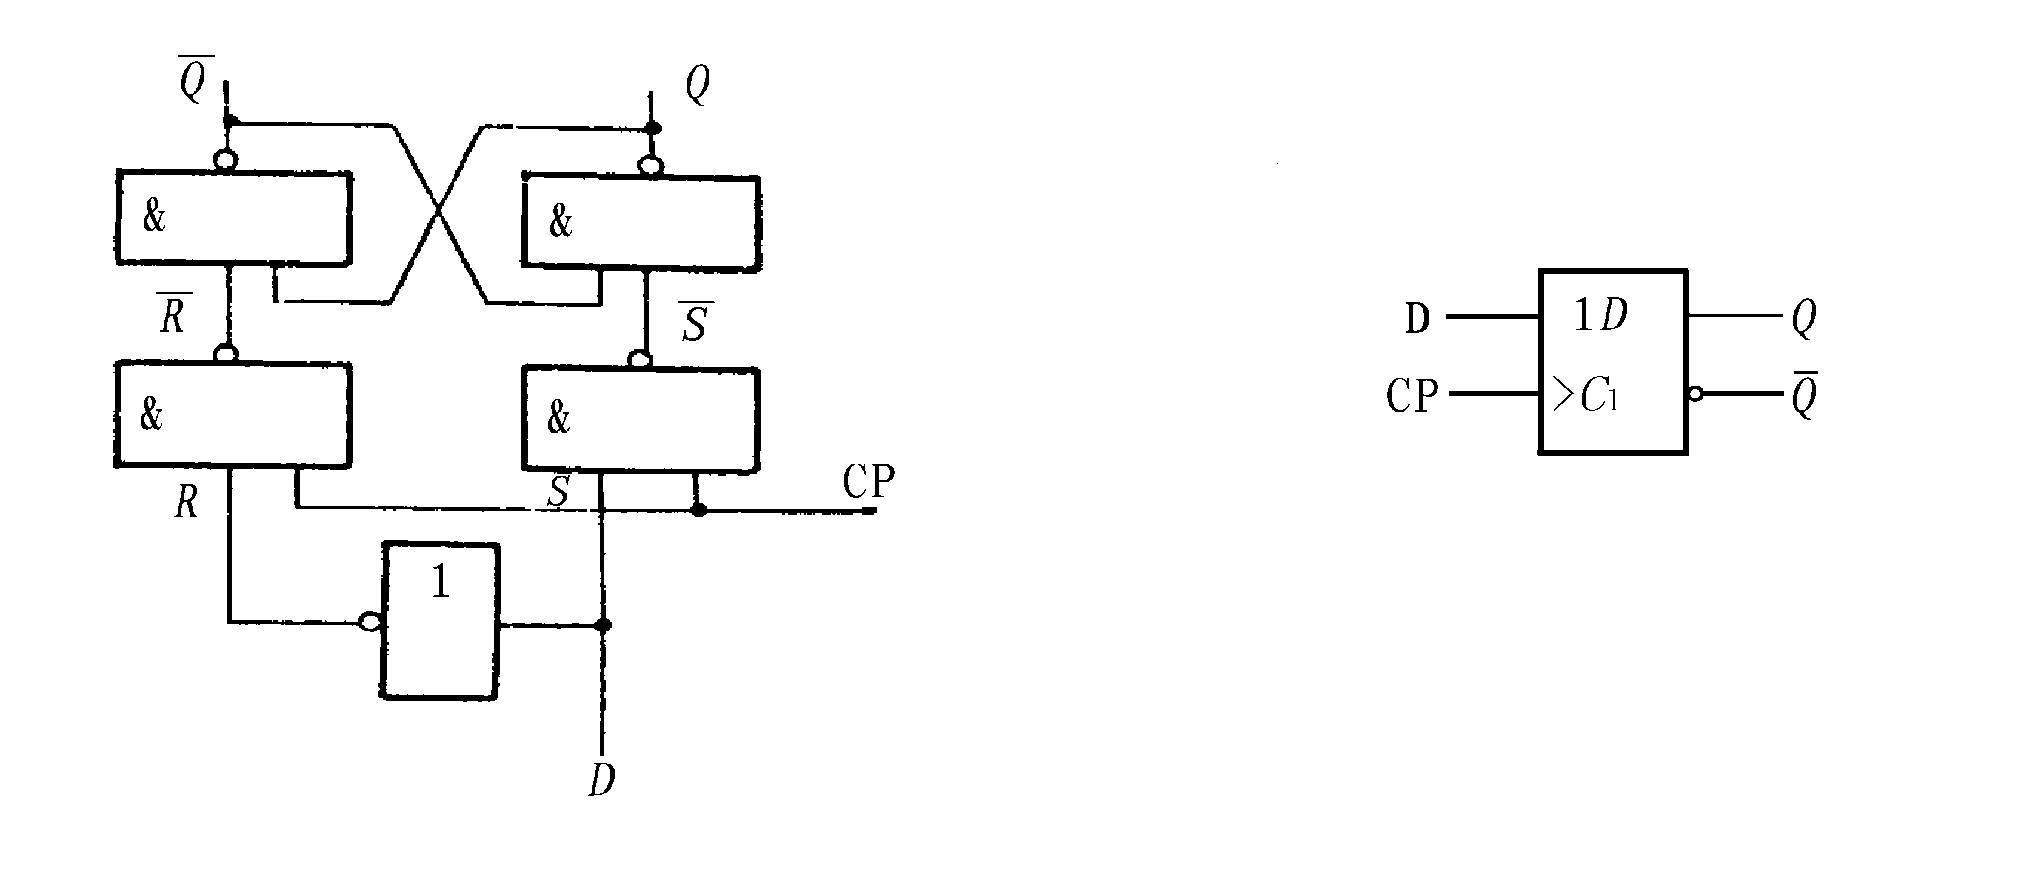 Q̅ Q
& &
R̅ S̅
& &
R S CP
1
D
D 1D Q
CP >C1 Q̅